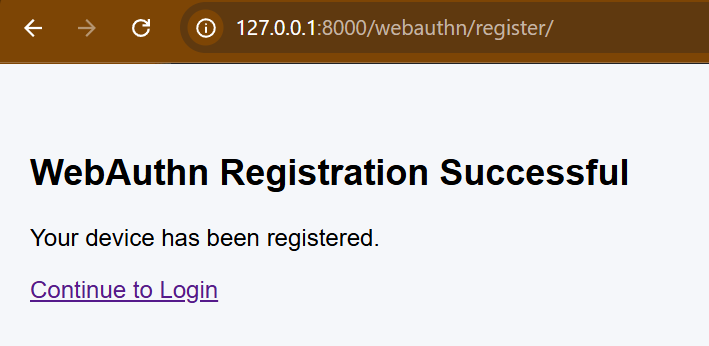 127.0.0.1:8000/webauthn/register/
WebAuthn Registration Successful
Your device has been registered.
Continue to Login